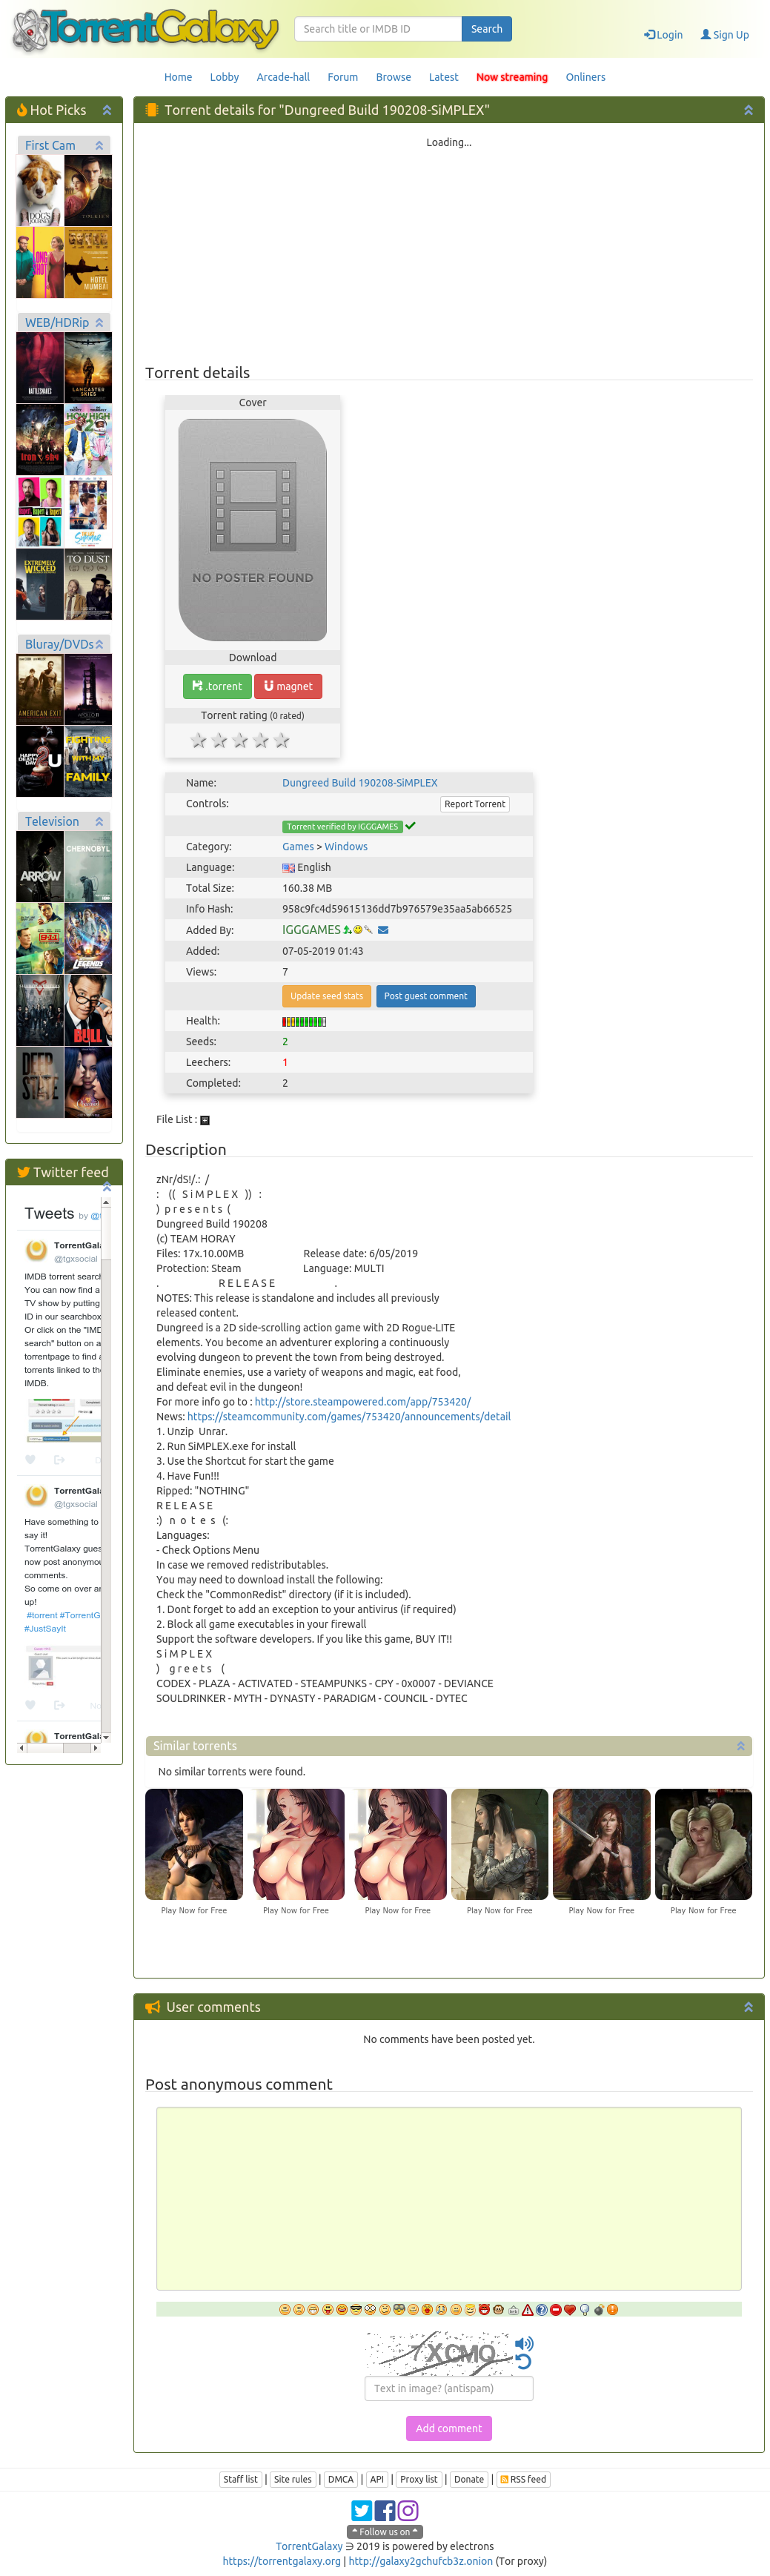 TorrentGalaxy
Search title or IMDB ID
Search
Login
Sign Up
Home
Lobby
Arcade-hall
Forum
Browse
Latest
Now streaming
Onliners
Hot Picks
First Cam
WEB/HDRip
Bluray/DVDs
Television
Twitter feed
Tweets by
TorrentGala
@tgxsocial
IMDB torrent search
You can now find a
TV show by putting
ID in our searchbox
Or click on the "IMD
search" button on a
torrentpage to find a
torrents linked to the
IMDB.
TorrentGala
@tgxsocial
Have something to
say it!
TorrentGalaxy gues
now post anonymou
comments.
So come on over an
up!
#torrent #TorrentG
#JustSayIt
TorrentGala
Torrent details for "Dungreed Build 190208-SiMPLEX"
Loading...
Torrent details
Cover
NO POSTER FOUND
Download
.torrent
magnet
Torrent rating (0 rated)
Name: Dungreed Build 190208-SiMPLEX
Controls: Report Torrent
Torrent verified by IGGGAMES
Category: Games > Windows
Language: English
Total Size: 160.38 MB
Info Hash: 958c9fc4d59615136dd7b976579e35aa5ab66525
Added By: IGGGAMES
Added: 07-05-2019 01:43
Views: 7
Update seed stats Post guest comment
Health:
Seeds: 2
Leechers: 1
Completed: 2
File List :
Description
zNr/dS!/.: /
: (( S i M P L E X )) :
) p r e s e n t s (
Dungreed Build 190208
(c) TEAM HORAY
Files: 17x.10.00MB Release date: 6/05/2019
Protection: Steam Language: MULTI
. R E L E A S E .
NOTES: This release is standalone and includes all previously
released content.
Dungreed is a 2D side-scrolling action game with 2D Rogue-LITE
elements. You become an adventurer exploring a continuously
evolving dungeon to prevent the town from being destroyed.
Eliminate enemies, use a variety of weapons and magic, eat food,
and defeat evil in the dungeon!
For more info go to : http://store.steampowered.com/app/753420/
News: https://steamcommunity.com/games/753420/announcements/detail
1. Unzip Unrar.
2. Run SiMPLEX.exe for install
3. Use the Shortcut for start the game
4. Have Fun!!!
Ripped: "NOTHING"
R E L E A S E
:) n o t e s (:
Languages:
- Check Options Menu
In case we removed redistributables.
You may need to download install the following:
Check the "CommonRedist" directory (if it is included).
1. Dont forget to add an exception to your antivirus (if required)
2. Block all game executables in your firewall
Support the software developers. If you like this game, BUY IT!!
S i M P L E X
) g r e e t s (
CODEX - PLAZA - ACTIVATED - STEAMPUNKS - CPY - 0x0007 - DEVIANCE
SOULDRINKER - MYTH - DYNASTY - PARADIGM - COUNCIL - DYTEC
Similar torrents
No similar torrents were found.
Play Now for Free
Play Now for Free
Play Now for Free
Play Now for Free
Play Now for Free
Play Now for Free
User comments
No comments have been posted yet.
Post anonymous comment
XCMQ
Text in image? (antispam)
Add comment
Staff list | Site rules | DMCA | API | Proxy list | Donate | RSS feed
Follow us on
TorrentGalaxy ∋ 2019 is powered by electrons
https://torrentgalaxy.org | http://galaxy2gchufcb3z.onion (Tor proxy)